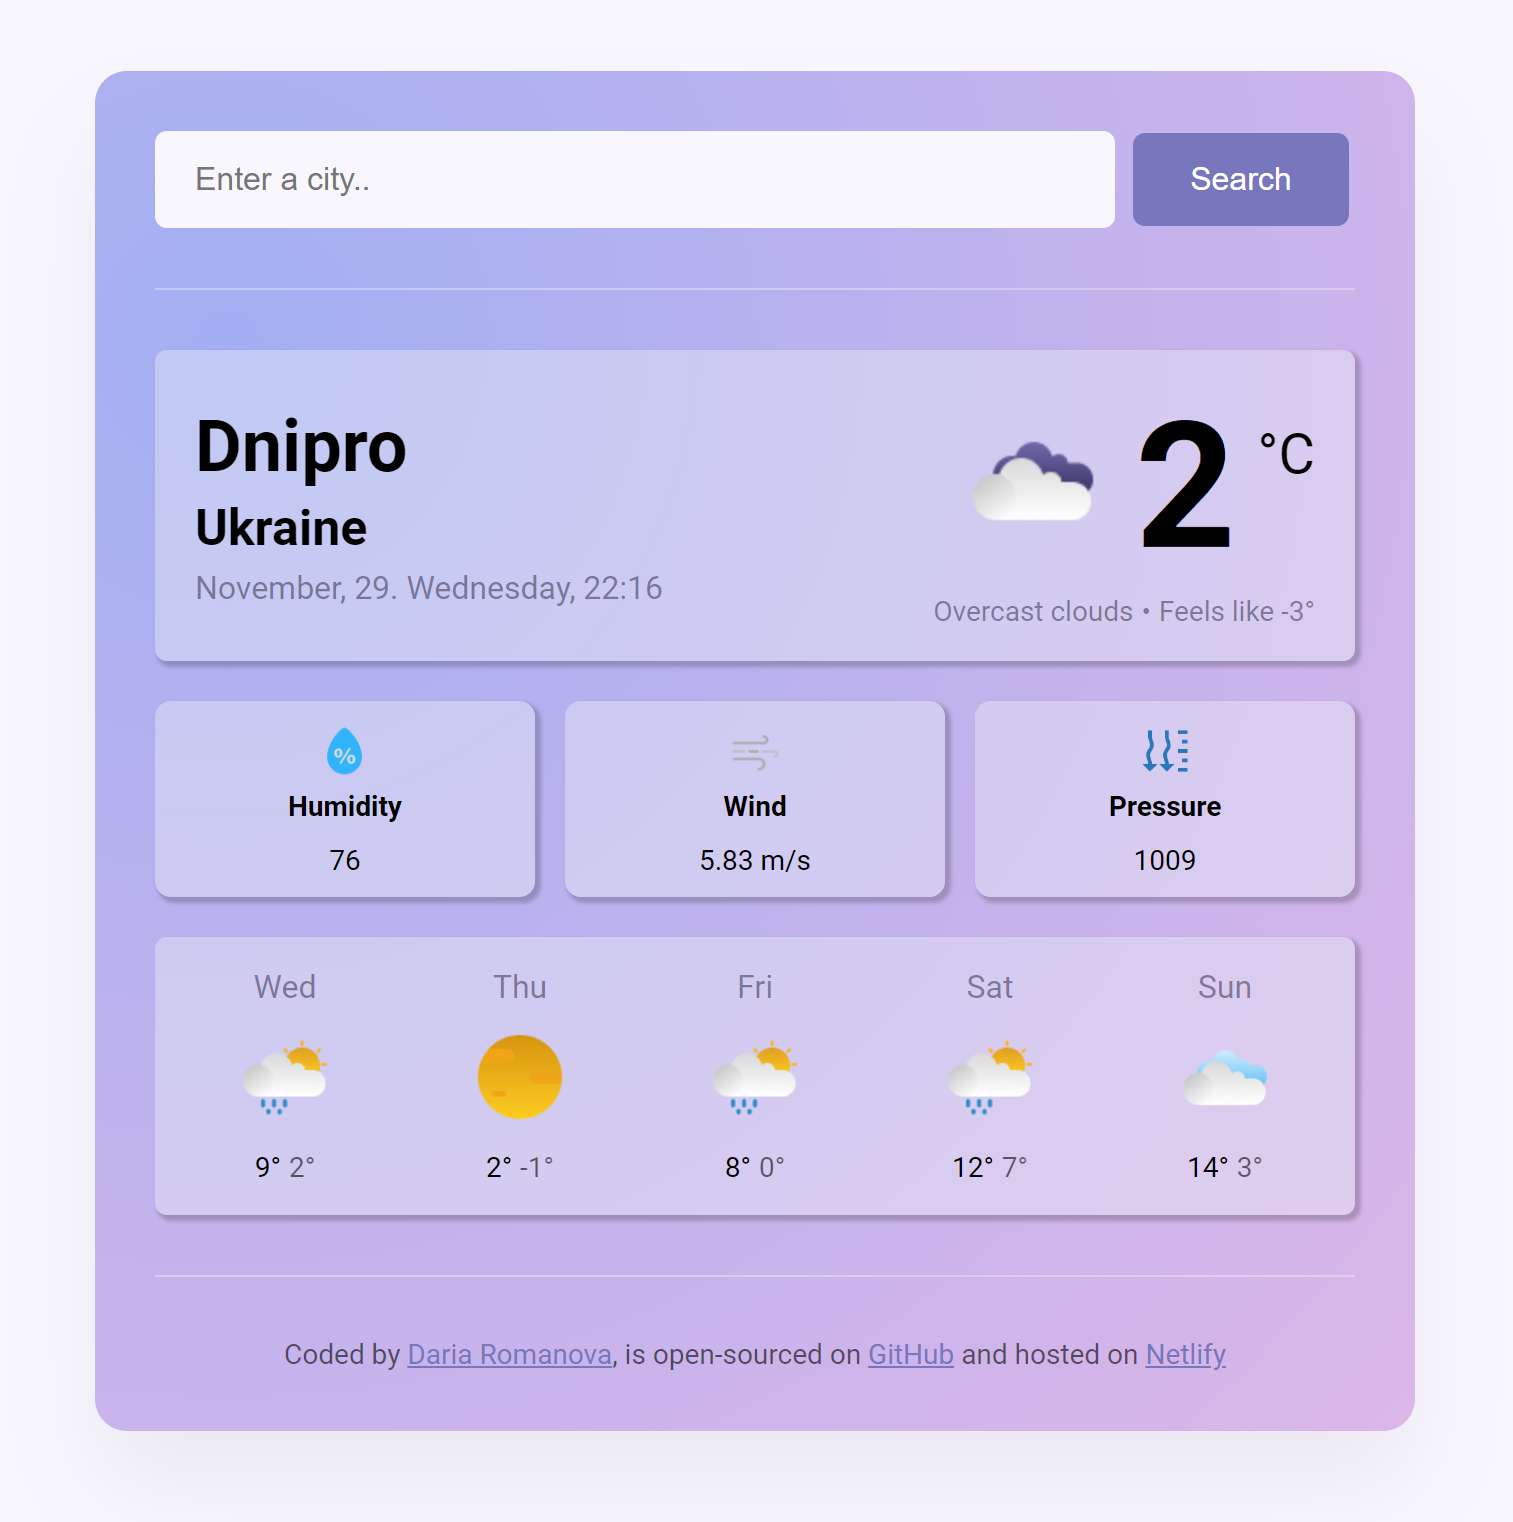 Enter a city..
Search
Dnipro
Ukraine
November, 29. Wednesday, 22:16
2 °C
Overcast clouds • Feels like -3°
%
Humidity
76
Wind
5.83 m/s
Pressure
1009
Wed Thu Fri Sat Sun
9° 2° 2° -1° 8° 0° 12° 7° 14° 3°
Coded by Daria Romanova, is open-sourced on GitHub and hosted on Netlify